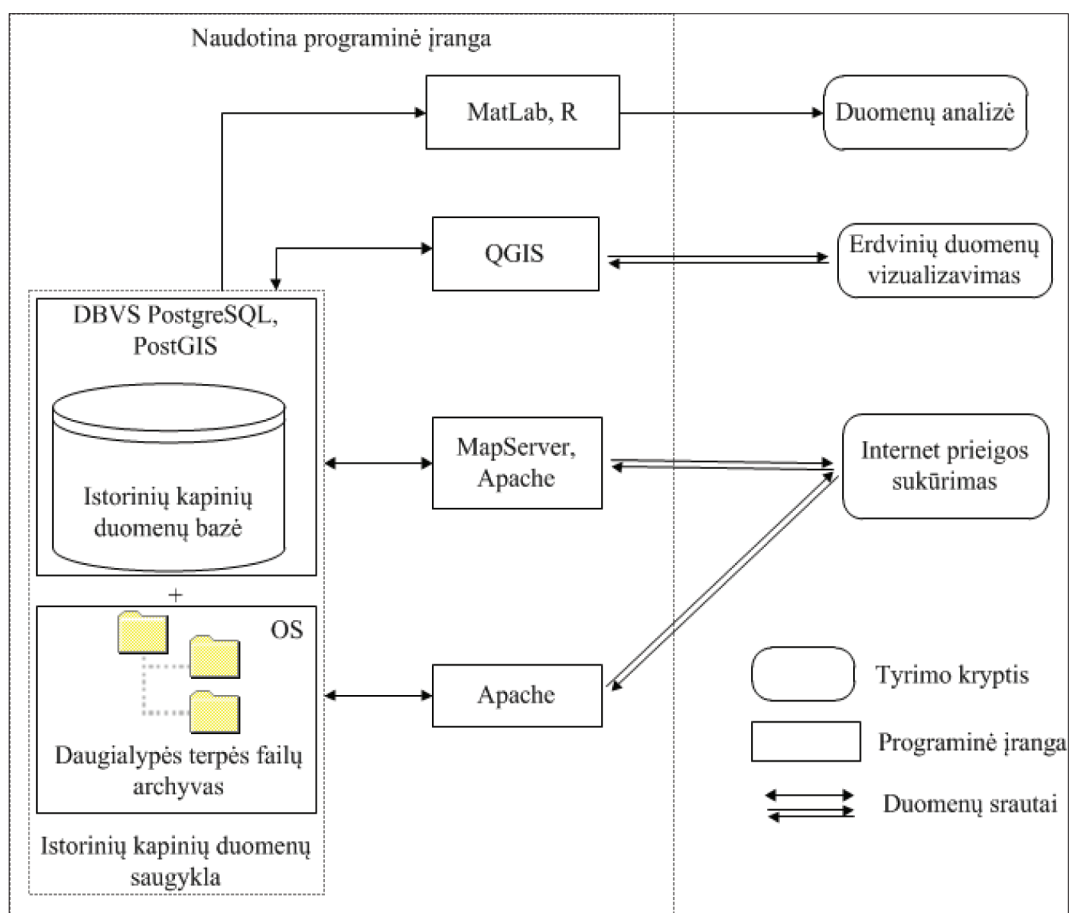 Naudotina programinė įranga
MatLab, R
Duomenų analizė
QGIS
Erdvinių duomenų
vizualizavimas
DBVS PostgreSQL,
PostGIS
Istorinių kapinių
duomenų bazė
MapServer,
Apache
Internet prieigos
sukūrimas
+
OS
Daugialypės terpės failų
archyvas
Apache
Istorinių kapinių duomenų
saugykla
Tyrimo kryptis
Programinė įranga
Duomenų srautai